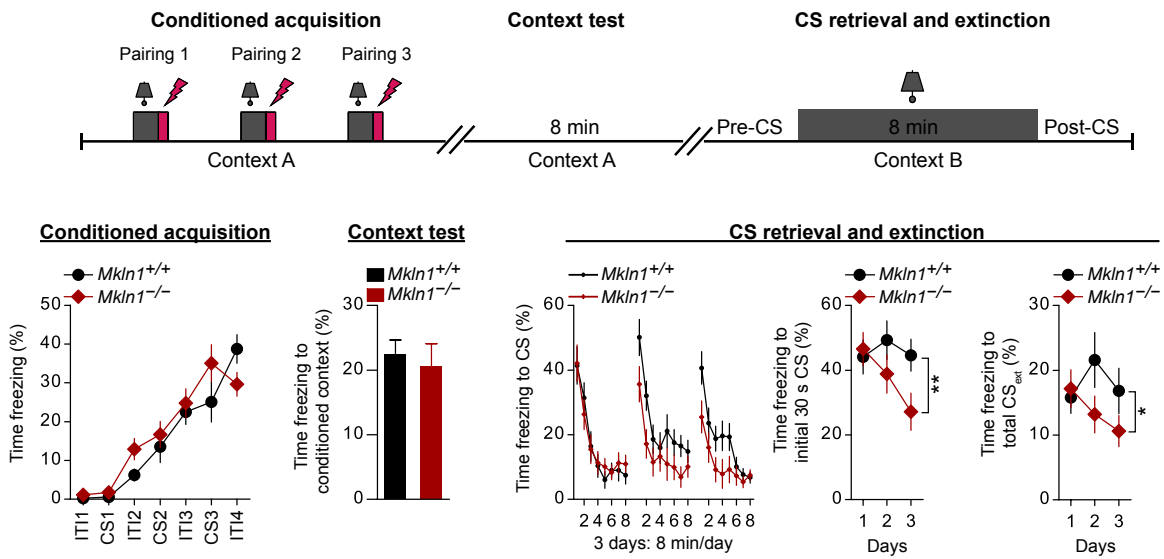 Conditioned acquisition
Context test
CS retrieval and extinction
Pairing 1
Pairing 2
Pairing 3
8 min
Pre-CS
8 min
Post-CS
Context A
Context A
Context B
Conditioned acquisition
Mkln1+/+
Mkln1−/−
Time freezing (%)
50
40
30
20
10
0
ITI1
CS1
ITI2
CS2
ITI3
CS3
ITI4
Context test
Mkln1+/+
Mkln1−/−
Time freezing to
conditioned context (%)
30
20
10
0
CS retrieval and extinction
Mkln1+/+
Mkln1−/−
Time freezing to CS (%)
60
40
20
0
2 4 6 8
2 4 6 8
2 4 6 8
3 days: 8 min/day
Mkln1+/+
Mkln1−/−
Time freezing to
initial 30 s CS (%)
60
40
20
0
**
1 2 3
Days
Mkln1+/+
Mkln1−/−
Time freezing to
total CSext (%)
30
20
10
0
*
1 2 3
Days